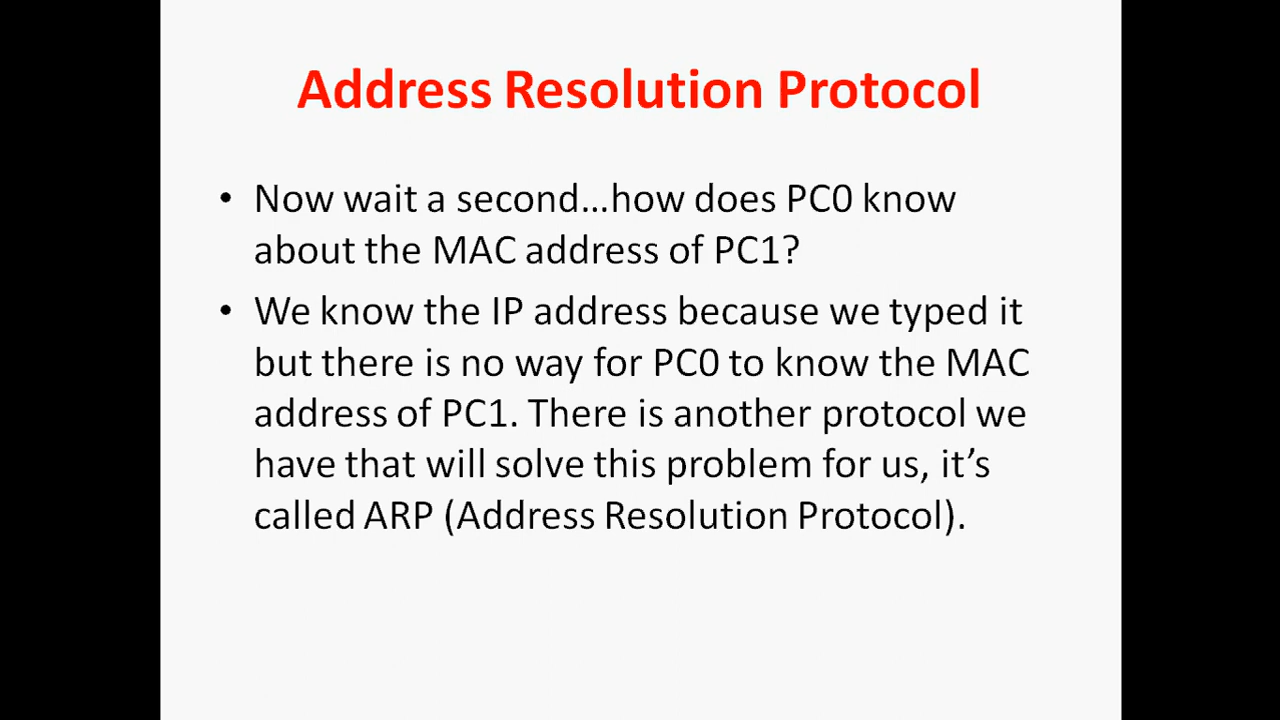 Address Resolution Protocol
• Now wait a second…how does PC0 know
about the MAC address of PC1?
• We know the IP address because we typed it
but there is no way for PC0 to know the MAC
address of PC1. There is another protocol we
have that will solve this problem for us, it’s
called ARP (Address Resolution Protocol).